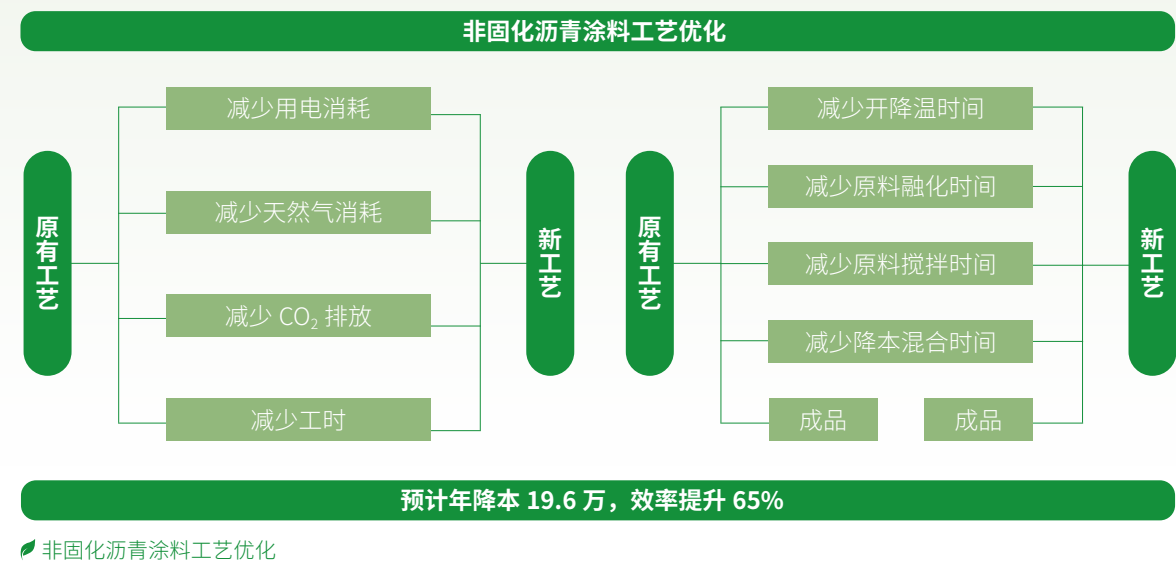 非固化沥青涂料工艺优化
原有工艺
减少用电消耗
减少天然气消耗
减少 CO₂ 排放
减少工时
新工艺
原有工艺
减少开降温时间
减少原料融化时间
减少原料搅拌时间
减少降本混合时间
成品
成品
新工艺
预计年降本 19.6 万，效率提升 65%
非固化沥青涂料工艺优化